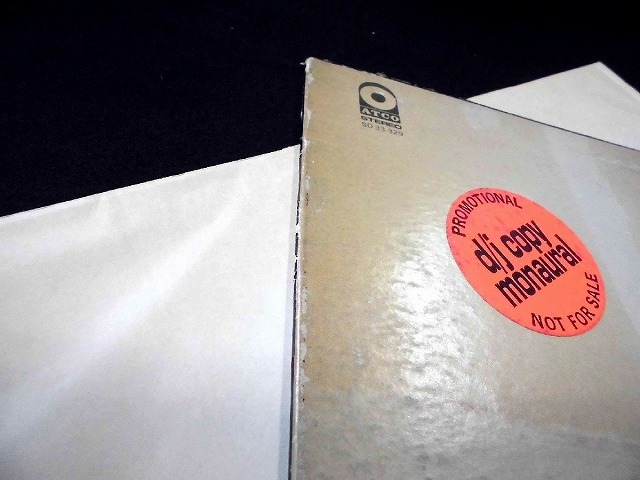 ATCO
STEREO
SD 33-329
PROMOTIONAL
d/j copy
monaural
NOT FOR SALE